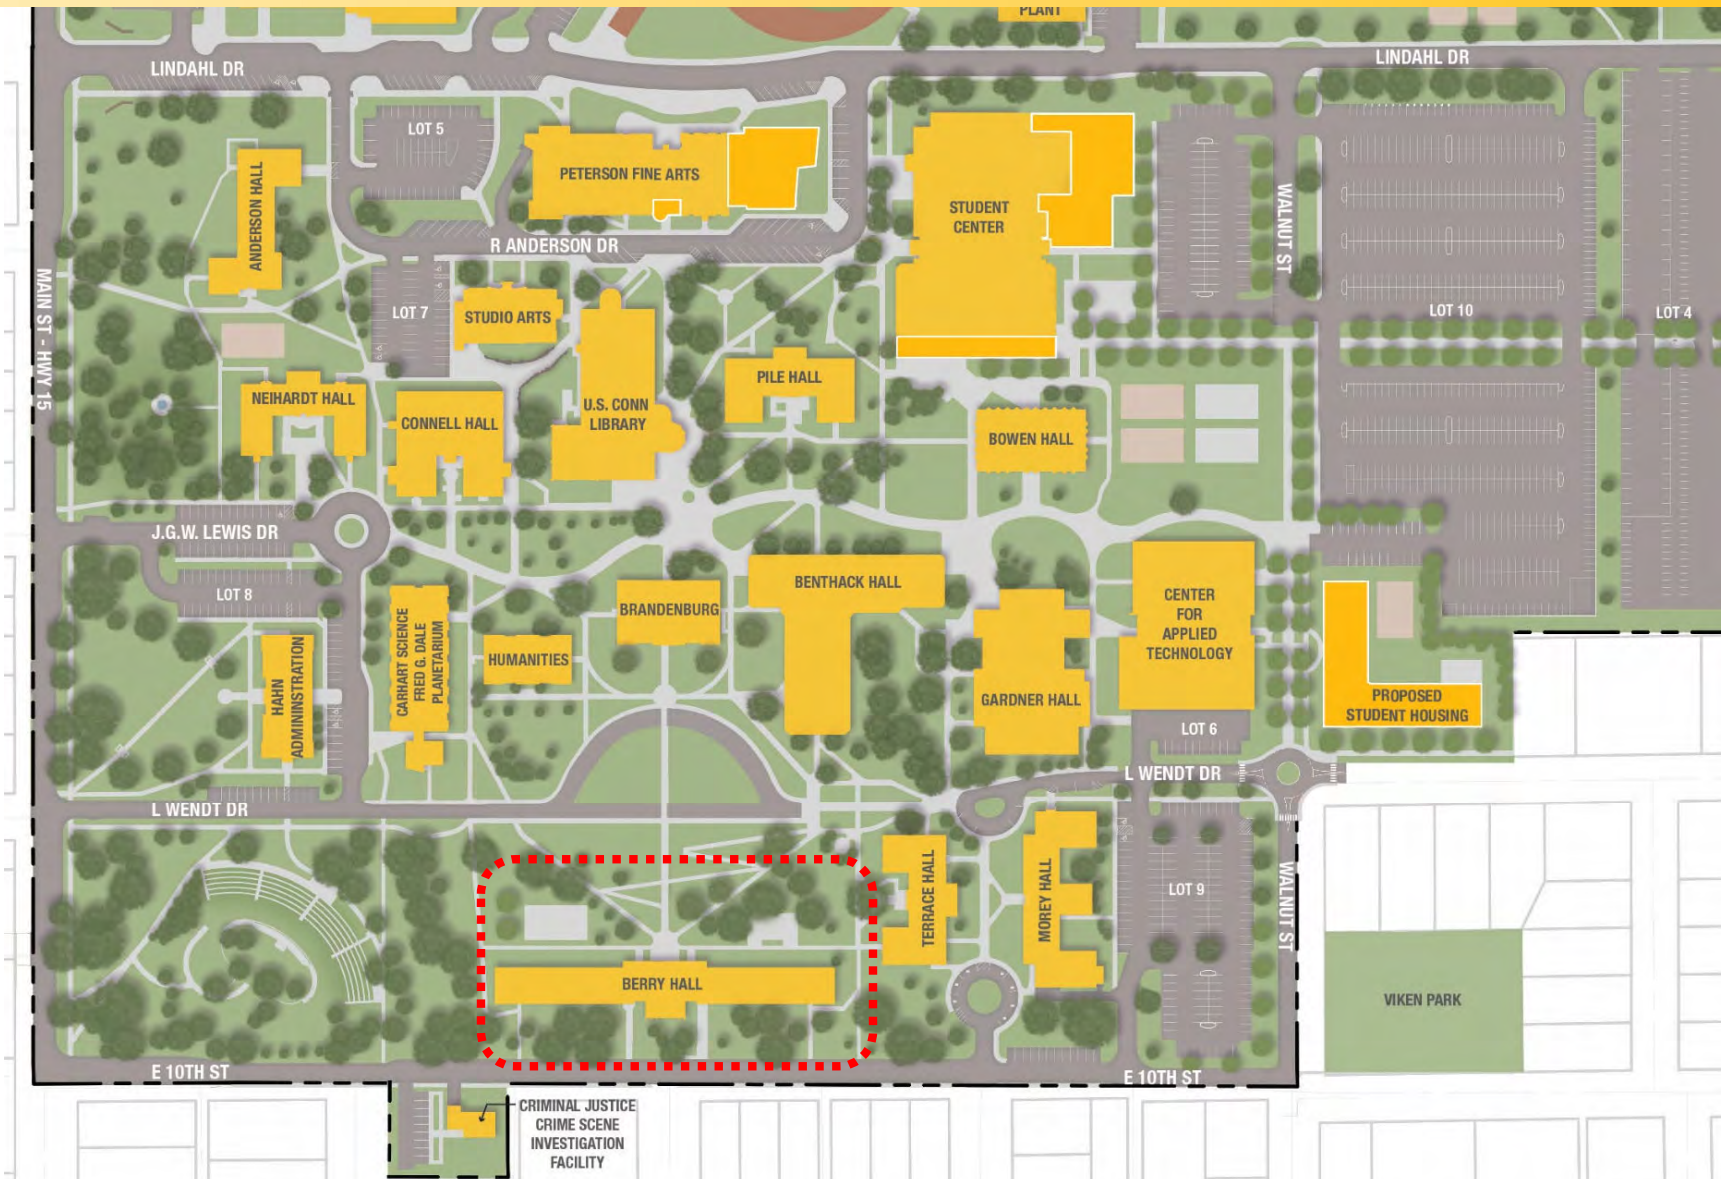 PLANT
LINDAHL DR
LINDAHL DR
LOT 5
PETERSON FINE ARTS
ANDERSON HALL
STUDENT
CENTER
WALNUT ST
R ANDERSON DR
MAIN ST - HWY 15
LOT 7
STUDIO ARTS
LOT 10
LOT 4
PILE HALL
NEIHARDT HALL
CONNELL HALL
U.S. CONN
LIBRARY
BOWEN HALL
J.G.W. LEWIS DR
BENTHACK HALL
LOT 8
BRANDENBURG
CENTER
FOR
APPLIED
TECHNOLOGY
CARHART SCIENCE
FRED G. DALE
PLANETARIUM
HUMANITIES
HAHN
ADMININSTRATION
GARDNER HALL
PROPOSED
STUDENT HOUSING
LOT 6
L WENDT DR
L WENDT DR
TERRACE HALL
MOREY HALL
LOT 9
WALNUT ST
BERRY HALL
VIKEN PARK
E 10TH ST
E 10TH ST
CRIMINAL JUSTICE
CRIME SCENE
INVESTIGATION
FACILITY